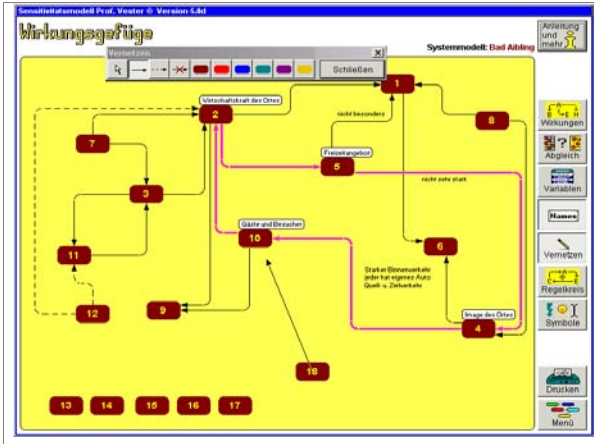 Sensitivitätsmodell Prof. Vester ® Version 5.0d
Wirkungsgefüge
Anleitung
und
mehr
Vernetzen
Systemmodell: Bad Aibling
Schließen
1
Wirtschaftskraft des Ortes
2
nicht besonders
8
Wirkungen
7
Freizeitangebot
5
Abgleich
nicht sehr stark
Variablen
3
Names
Gäste und Besucher
10
6
11
Vernetzen
Starker Binnenverkehr
jeder hat eigenes Auto
Quell- u. Zielverkehr
Regelkreis
9
12
Image des Ortes
4
Symbole
18
Drucken
13
14
15
16
17
Menü